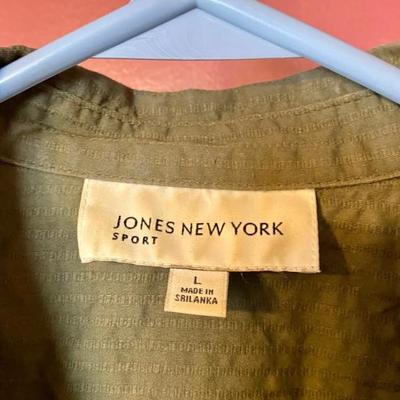 JONES NEW YORK
SPORT
L
MADE IN
SRILANKA